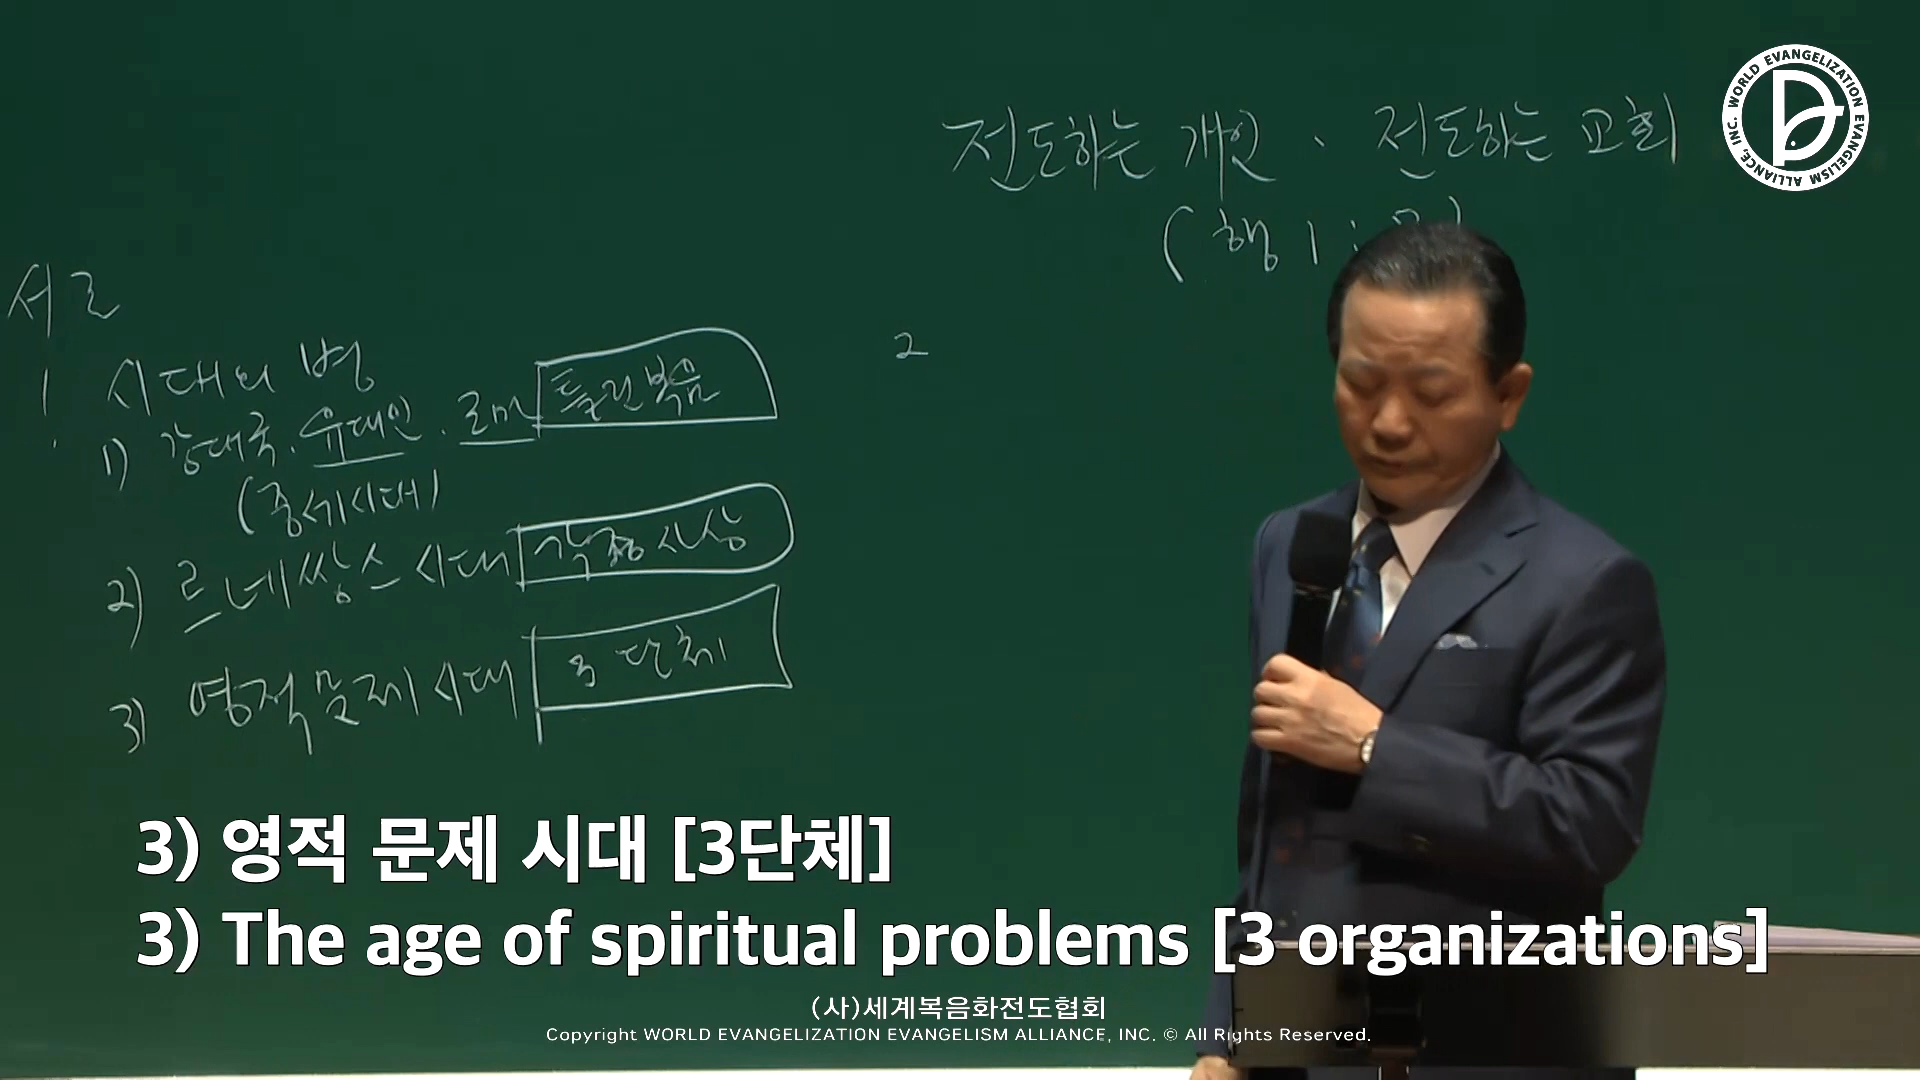 WORLD EVANGELIZATION EVANGELISM ALLIANCE, INC.
전도하는 개인 · 전도하는 교회
(행 1:
서론
1 시대의 병
1) 강대국. 유대인. 로마 틀린복음
(중세시대)
2) 르네쌍스 시대 각종 사상
3) 영적문제 시대 3 단체
2
3) 영적 문제 시대 [3단체]
3) The age of spiritual problems [3 organizations]
(사)세계복음화전도협회
Copyright WORLD EVANGELIZATION EVANGELISM ALLIANCE, INC. © All Rights Reserved.